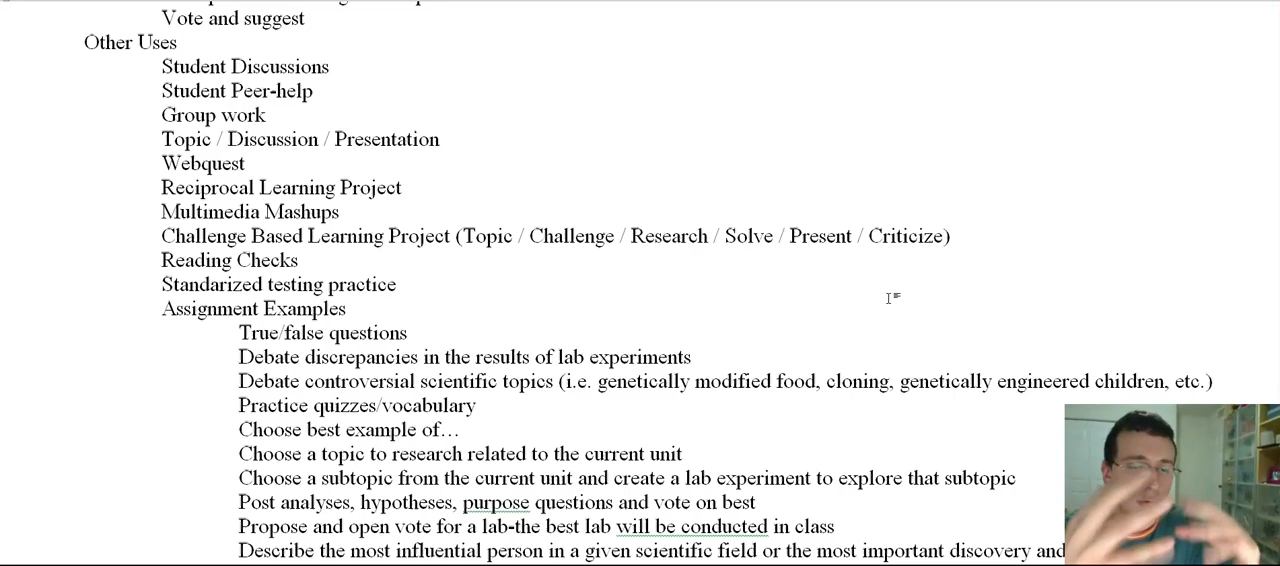 Vote and suggest
Other Uses
Student Discussions
Student Peer-help
Group work
Topic / Discussion / Presentation
Webquest
Reciprocal Learning Project
Multimedia Mashups
Challenge Based Learning Project (Topic / Challenge / Research / Solve / Present / Criticize)
Reading Checks
Standarized testing practice
Assignment Examples
True/false questions
Debate discrepancies in the results of lab experiments
Debate controversial scientific topics (i.e. genetically modified food, cloning, genetically engineered children, etc.)
Practice quizzes/vocabulary
Choose best example of…
Choose a topic to research related to the current unit
Choose a subtopic from the current unit and create a lab experiment to explore that subtopic
Post analyses, hypotheses, purpose questions and vote on best
Propose and open vote for a lab-the best lab will be conducted in class
Describe the most influential person in a given scientific field or the most important discovery and